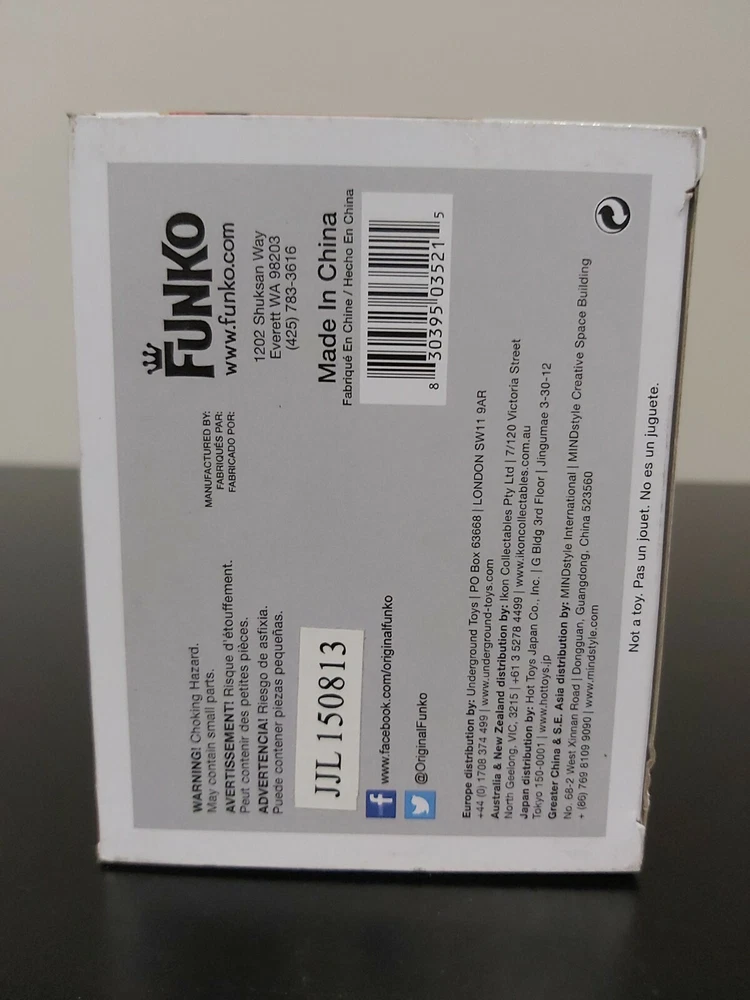 WARNING! Choking Hazard.
May contain small parts.
AVERTISSEMENT! Risque d'étouffement.
Peut contenir des petites pièces.
ADVERTENCIA! Riesgo de asfixia.
Puede contener piezas pequeñas.
MANUFACTURED BY:
FABRIQUÉS PAR:
FABRICADO POR:
FUNKO
www.funko.com
1202 Shuksan Way
Everett WA 98203
(425) 783-3616
Made In China
Fabriqué En Chine / Hecho En China
8 30395 03521 5
JJL 150813
www.facebook.com/originalfunko
@OriginalFunko
Europe distribution by: Underground Toys | PO Box 63668 | LONDON SW11 9AR
+44 (0) 1708 374 499 | www.underground-toys.com
Australia & New Zealand distribution by: Ikon Collectables Pty Ltd | 7/120 Victoria Street
North Geelong, VIC, 3215 | +61 3 5278 4499 | www.ikoncollectables.com.au
Japan distribution by: Hot Toys Japan Co., Inc. | G Bldg 3rd Floor | Jingumae 3-30-12
Tokyo 150-0001 | www.hottoys.jp
Greater China & S.E. Asia distribution by: MINDstyle International | MINDstyle Creative Space Building
No. 68-2 West Xinnan Road | Dongguan, Guangdong, China 523560
+ (86) 769 8109 9090 | www.mindstyle.com
Not a toy. Pas un jouet. No es un juguete.